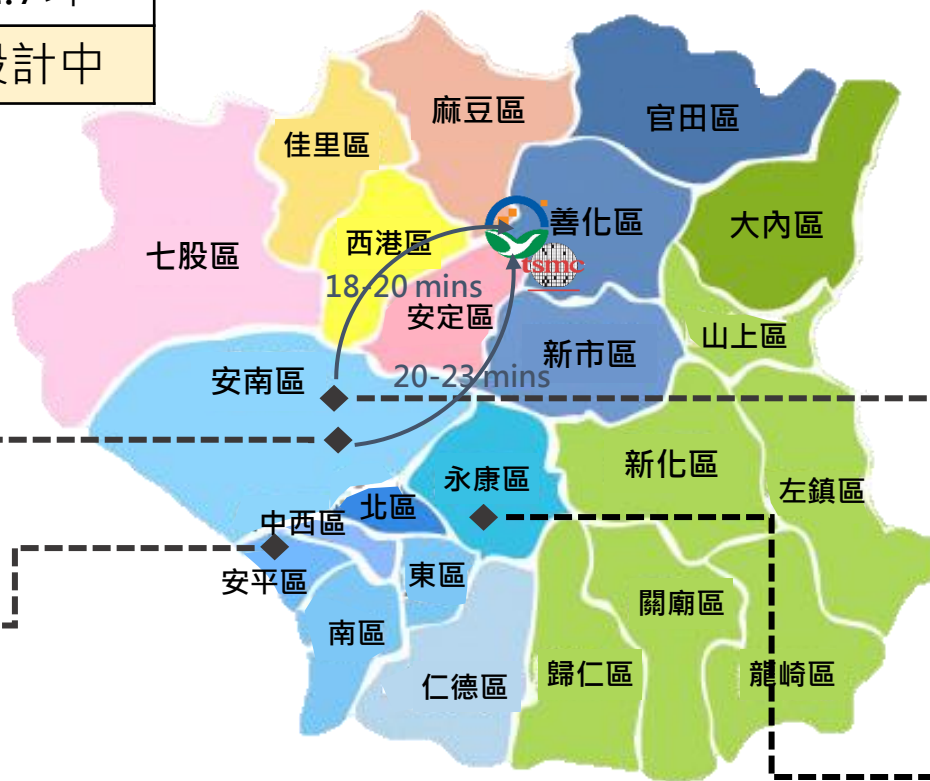 設計中
麻豆區
官田區
佳里區
善化區
大內區
西港區
七股區
tsmc
18-20 mins
安定區
山上區
新市區
安南區
20-23 mins
新化區
永康區
左鎮區
北區
中西區
東區
安平區
關廟區
南區
歸仁區
龍崎區
仁德區